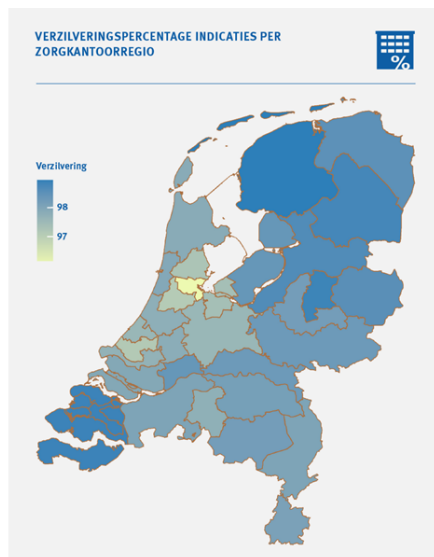 VERZILVERINGSPERCENTAGE INDICATIES PER
ZORGKANTOORREGIO
%
Verzilvering
98
97